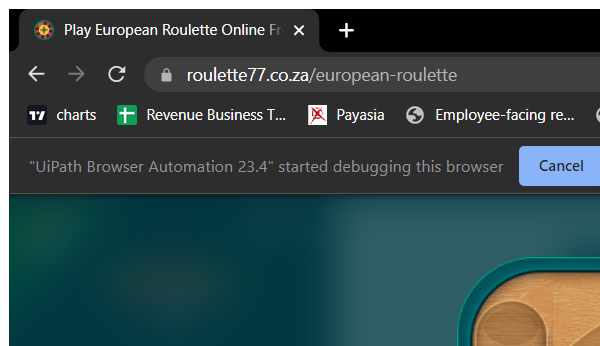 Play European Roulette Online Fr
roulette77.co.za/european-roulette
charts Revenue Business T... Payasia Employee-facing re...
"UiPath Browser Automation 23.4" started debugging this browser Cancel